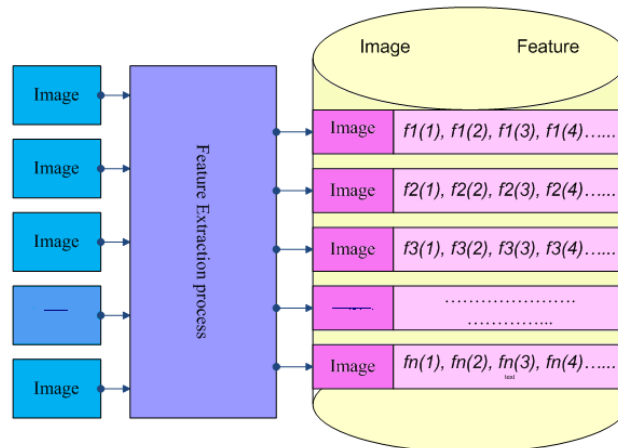 Image Feature
Image
Image
Image
Image
Feature Extraction process
Image f1(1), f1(2), f1(3), f1(4)…...
Image f2(1), f2(2), f2(3), f2(4)…...
Image f3(1), f3(2), f3(3), f3(4)…...
………………….
…………...
Image fn(1), fn(2), fn(3), fn(4)…...
text